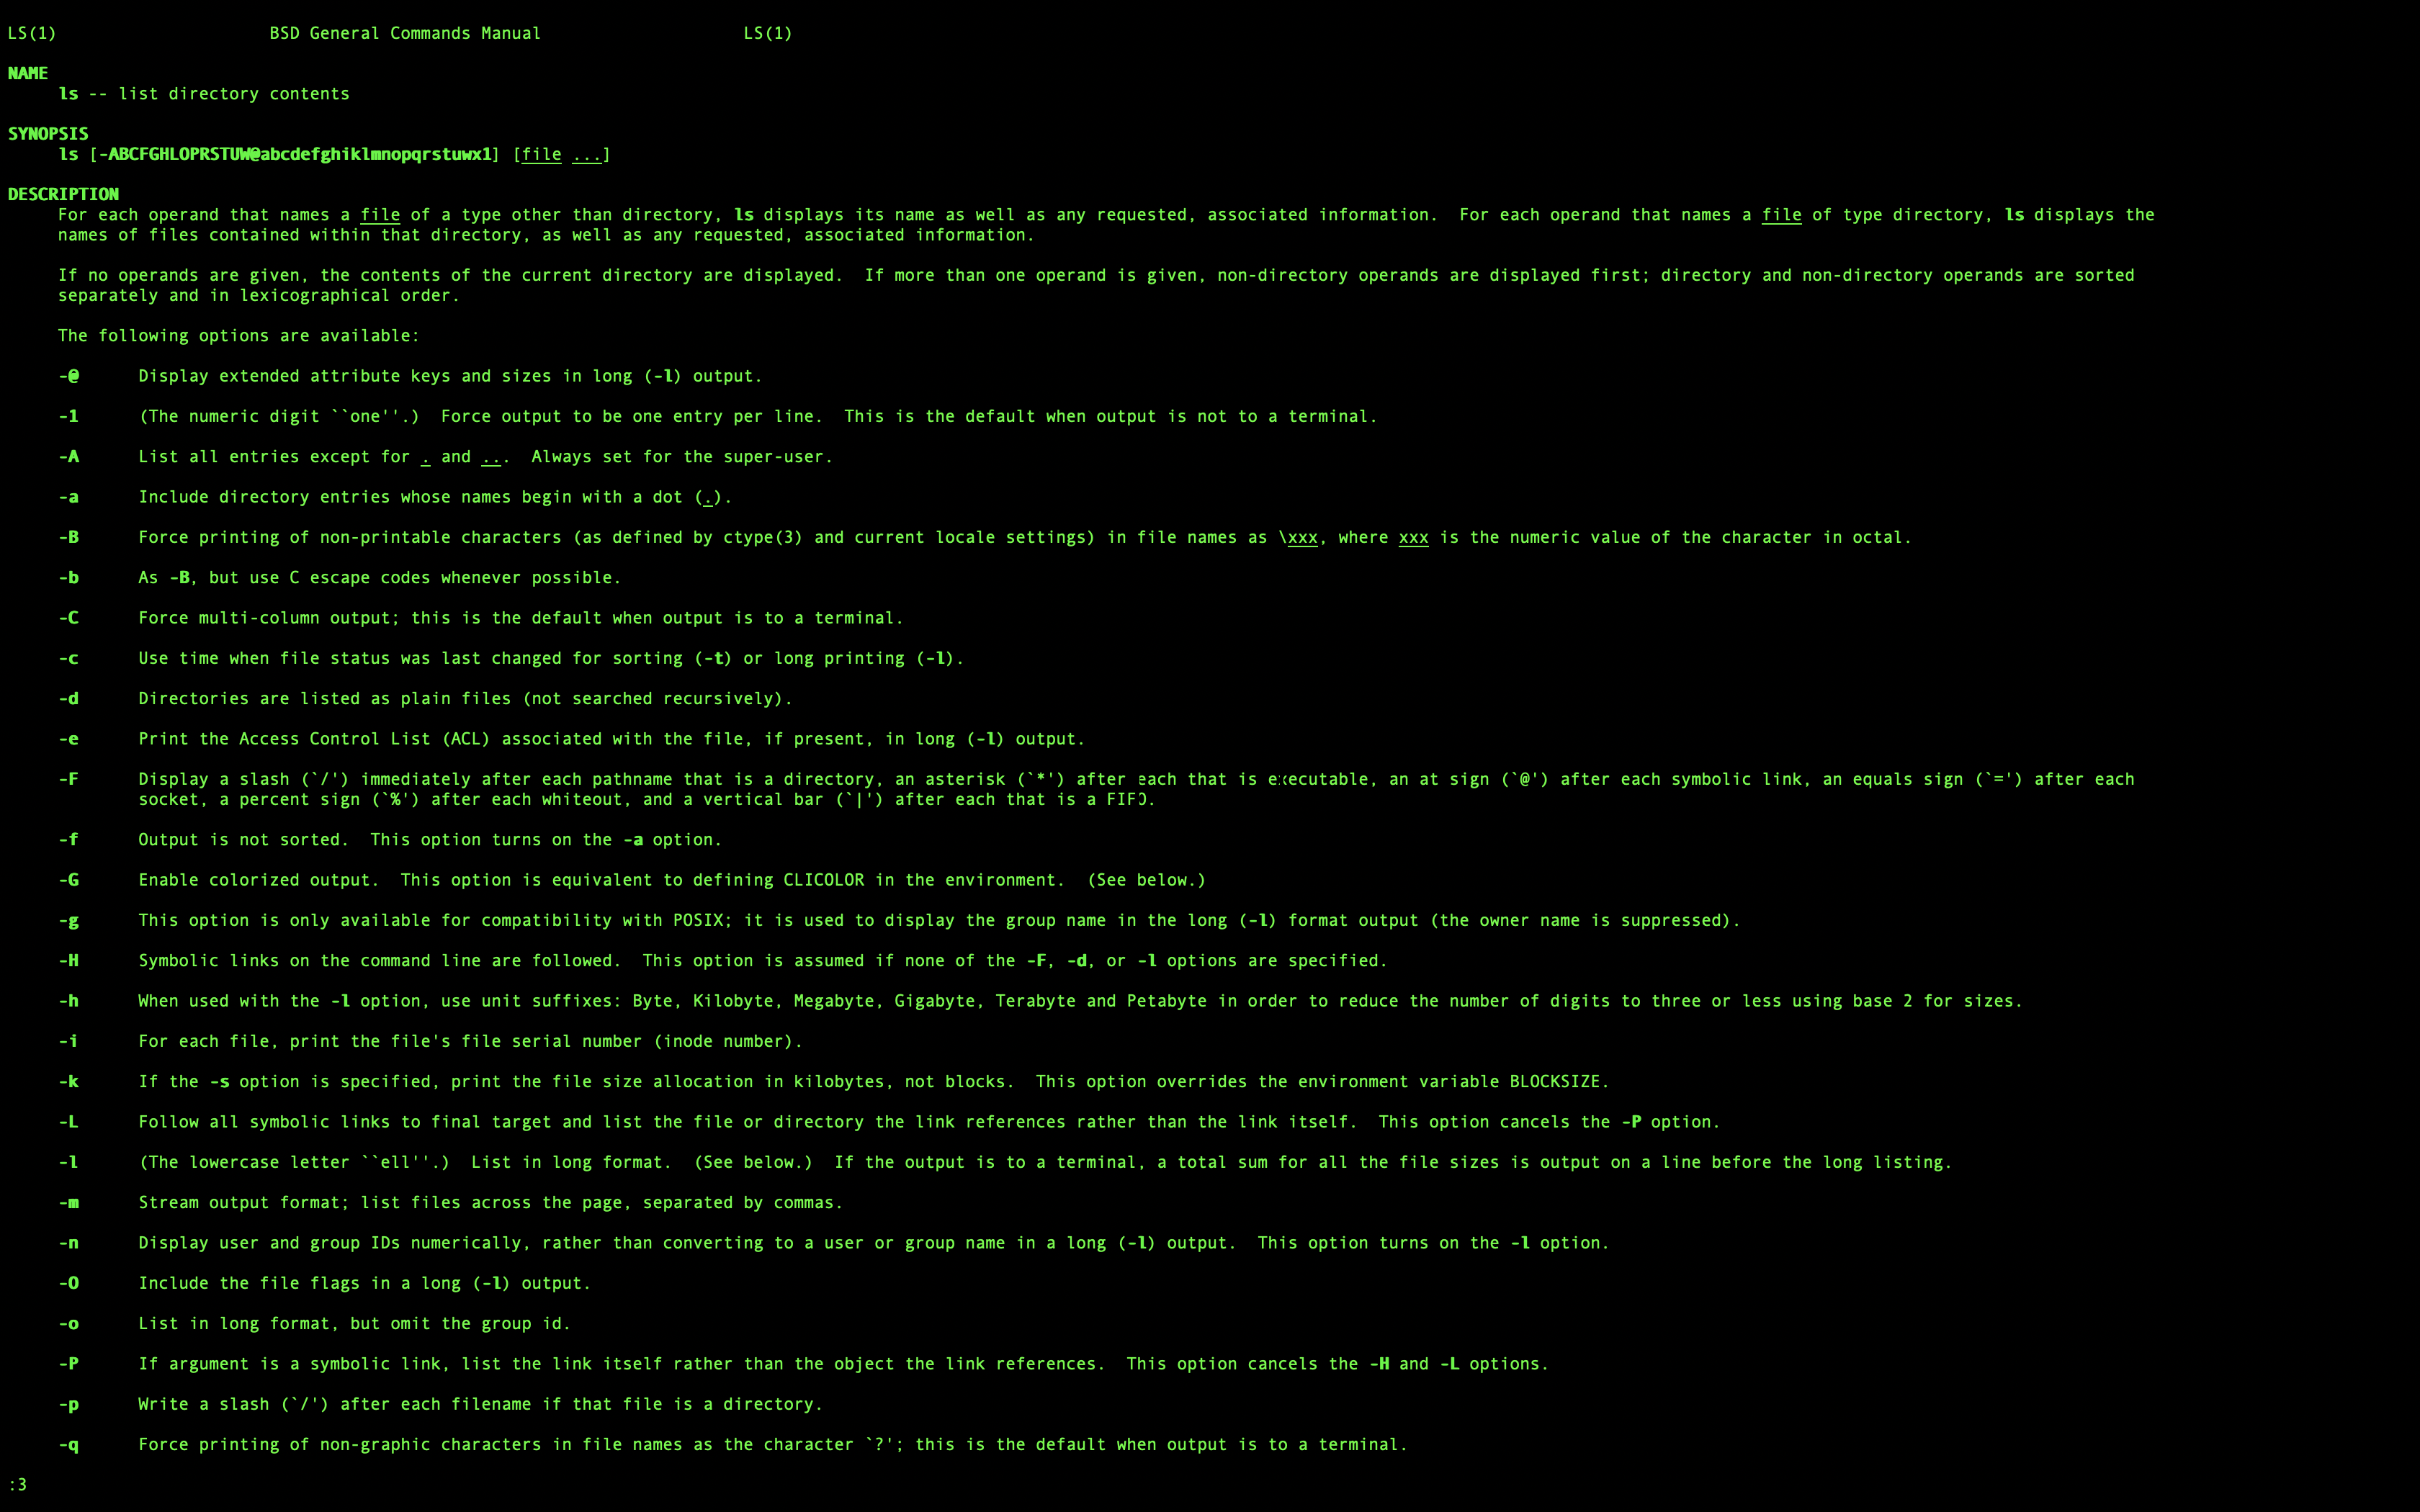 LS(1)                     BSD General Commands Manual                    LS(1)
NAME
     ls -- list directory contents
SYNOPSIS
     ls [-ABCFGHLOPRSTUW@abcdefghiklmnopqrstuwx1] [file ...]
DESCRIPTION
     For each operand that names a file of a type other than directory, ls displays its name as well as any requested, associated information.  For each operand that names a file of type directory, ls displays the
     names of files contained within that directory, as well as any requested, associated information.
     If no operands are given, the contents of the current directory are displayed.  If more than one operand is given, non-directory operands are displayed first; directory and non-directory operands are sorted
     separately and in lexicographical order.
     The following options are available:
     -@      Display extended attribute keys and sizes in long (-l) output.
     -1      (The numeric digit ``one''.)  Force output to be one entry per line.  This is the default when output is not to a terminal.
     -A      List all entries except for . and ...  Always set for the super-user.
     -a      Include directory entries whose names begin with a dot (.).
     -B      Force printing of non-printable characters (as defined by ctype(3) and current locale settings) in file names as \xxx, where xxx is the numeric value of the character in octal.
     -b      As -B, but use C escape codes whenever possible.
     -C      Force multi-column output; this is the default when output is to a terminal.
     -c      Use time when file status was last changed for sorting (-t) or long printing (-l).
     -d      Directories are listed as plain files (not searched recursively).
     -e      Print the Access Control List (ACL) associated with the file, if present, in long (-l) output.
     -F      Display a slash (`/') immediately after each pathname that is a directory, an asterisk (`*') after each that is executable, an at sign (`@') after each symbolic link, an equals sign (`=') after each
             socket, a percent sign (`%') after each whiteout, and a vertical bar (`|') after each that is a FIFO.
     -f      Output is not sorted.  This option turns on the -a option.
     -G      Enable colorized output.  This option is equivalent to defining CLICOLOR in the environment.  (See below.)
     -g      This option is only available for compatibility with POSIX; it is used to display the group name in the long (-l) format output (the owner name is suppressed).
     -H      Symbolic links on the command line are followed.  This option is assumed if none of the -F, -d, or -l options are specified.
     -h      When used with the -l option, use unit suffixes: Byte, Kilobyte, Megabyte, Gigabyte, Terabyte and Petabyte in order to reduce the number of digits to three or less using base 2 for sizes.
     -i      For each file, print the file's file serial number (inode number).
     -k      If the -s option is specified, print the file size allocation in kilobytes, not blocks.  This option overrides the environment variable BLOCKSIZE.
     -L      Follow all symbolic links to final target and list the file or directory the link references rather than the link itself.  This option cancels the -P option.
     -l      (The lowercase letter ``ell''.)  List in long format.  (See below.)  If the output is to a terminal, a total sum for all the file sizes is output on a line before the long listing.
     -m      Stream output format; list files across the page, separated by commas.
     -n      Display user and group IDs numerically, rather than converting to a user or group name in a long (-l) output.  This option turns on the -l option.
     -O      Include the file flags in a long (-l) output.
     -o      List in long format, but omit the group id.
     -P      If argument is a symbolic link, list the link itself rather than the object the link references.  This option cancels the -H and -L options.
     -p      Write a slash (`/') after each filename if that file is a directory.
     -q      Force printing of non-graphic characters in file names as the character `?'; this is the default when output is to a terminal.
:3